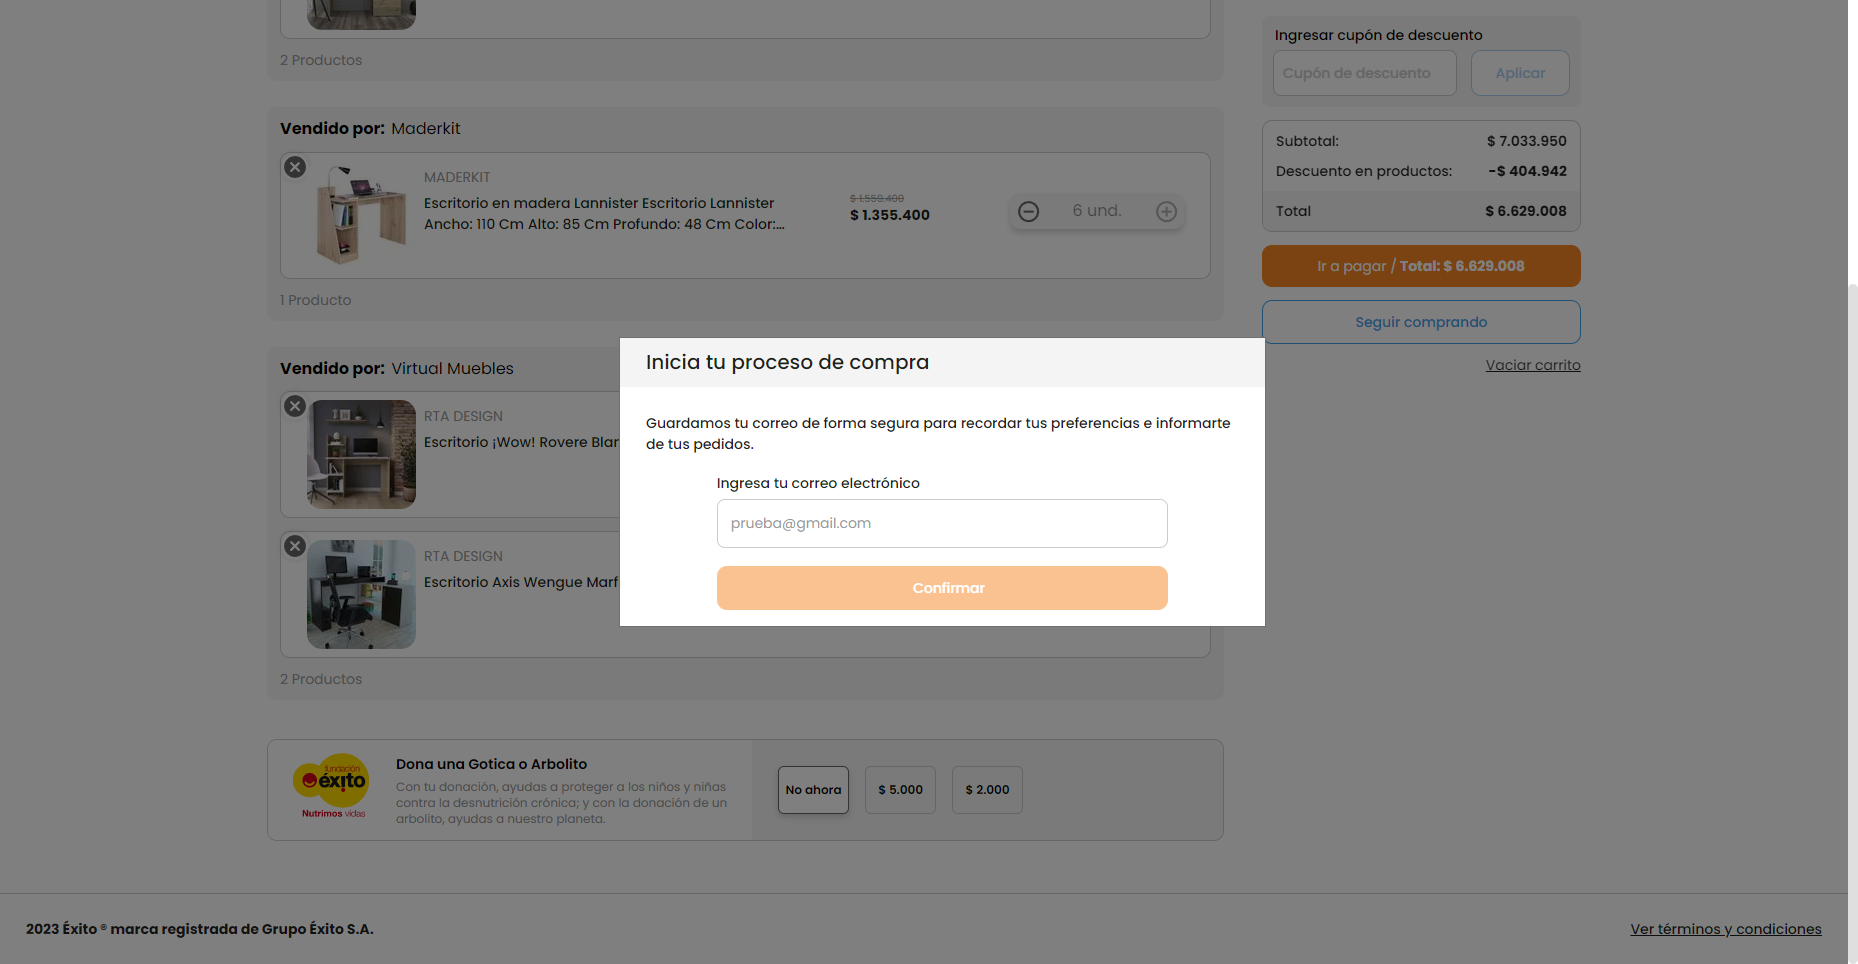 2 Productos
Vendido por: Maderkit
MADERKIT
Escritorio en madera Lannister Escritorio Lannister
Ancho: 110 Cm Alto: 85 Cm Profundo: 48 Cm Color:...
$ 1.550.400
$ 1.355.400
6 und.
1 Producto
Vendido por: Virtual Muebles
RTA DESIGN
Escritorio ¡Wow! Rovere Blan
RTA DESIGN
Escritorio Axis Wengue Marf
2 Productos
fundación
éxito
Nutrimos vidas
Dona una Gotica o Arbolito
Con tu donación, ayudas a proteger a los niños y niñas
contra la desnutrición crónica; y con la donación de un
arbolito, ayudas a nuestro planeta.
No ahora
$ 5.000
$ 2.000
Ingresar cupón de descuento
Cupón de descuento
Aplicar
Subtotal: $ 7.033.950
Descuento en productos: -$ 404.942
Total $ 6.629.008
Ir a pagar / Total: $ 6.629.008
Seguir comprando
Vaciar carrito
Inicia tu proceso de compra
Guardamos tu correo de forma segura para recordar tus preferencias e informarte
de tus pedidos.
Ingresa tu correo electrónico
prueba@gmail.com
Confirmar
2023 Éxito ® marca registrada de Grupo Éxito S.A.
Ver términos y condiciones